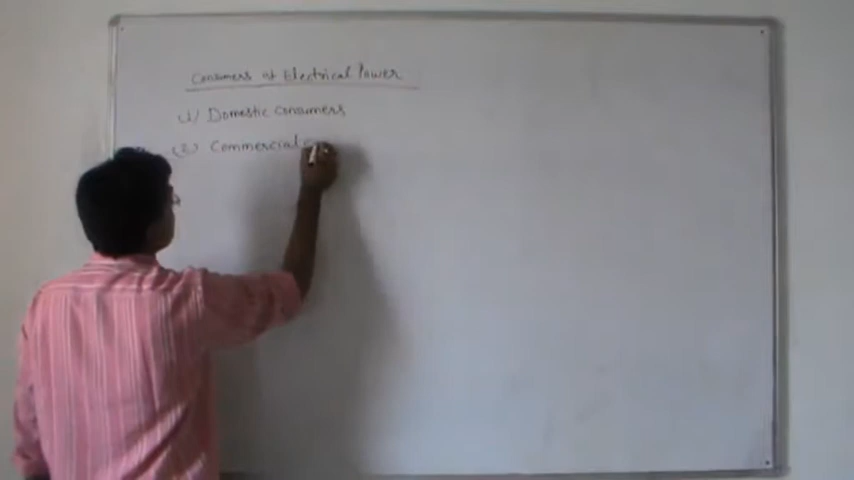 Consumers of Electrical Power
(1) Domestic Consumers
(2) Commercial